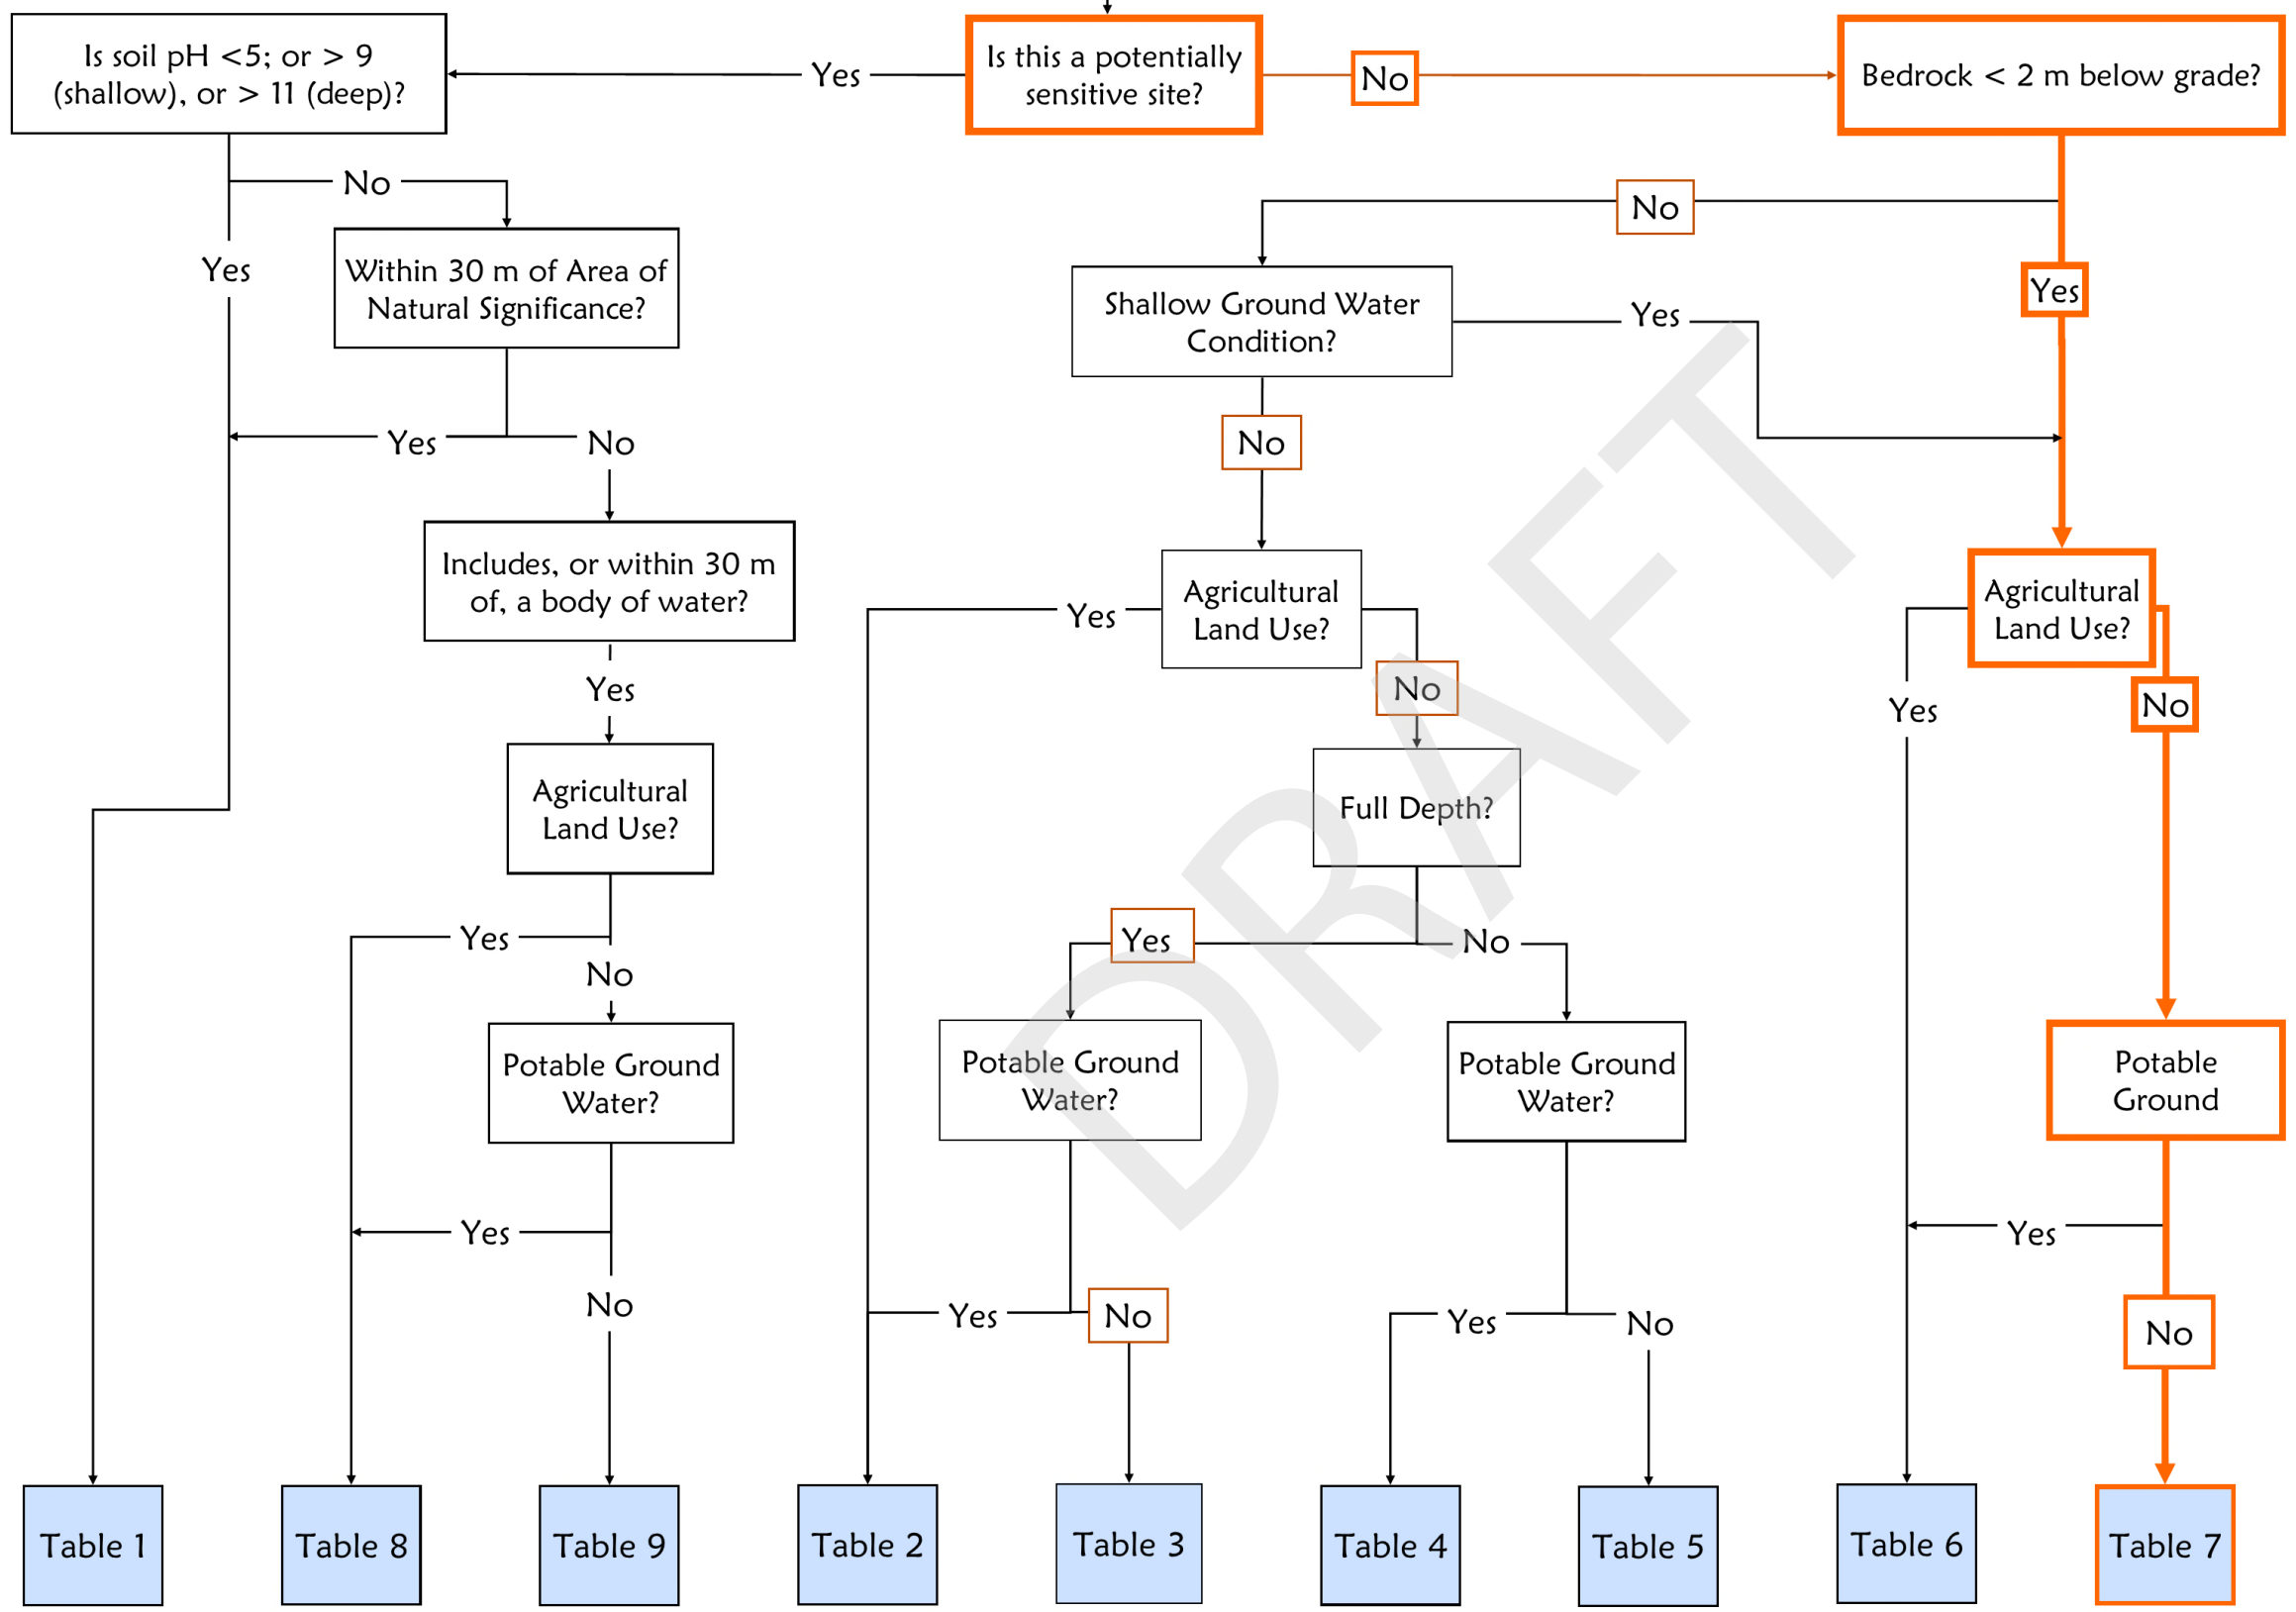 Is soil pH <5; or > 9
(shallow), or > 11 (deep)?
Yes
Is this a potentially
sensitive site?
No
Bedrock < 2 m below grade?
No
No
Yes
Within 30 m of Area of
Natural Significance?
Yes
Shallow Ground Water
Condition?
Yes
Yes
No
No
Includes, or within 30 m
of, a body of water?
Yes
Agricultural
Land Use?
Yes
No
Agricultural
Land Use?
Yes
No
Yes
Agricultural
Land Use?
Full Depth?
Yes
No
Yes
No
Potable Ground
Water?
Potable Ground
Water?
Potable Ground
Water?
Potable
Ground
Yes
No
Yes
No
Yes
No
Yes
No
DRAFT
Table 1
Table 8
Table 9
Table 2
Table 3
Table 4
Table 5
Table 6
Table 7